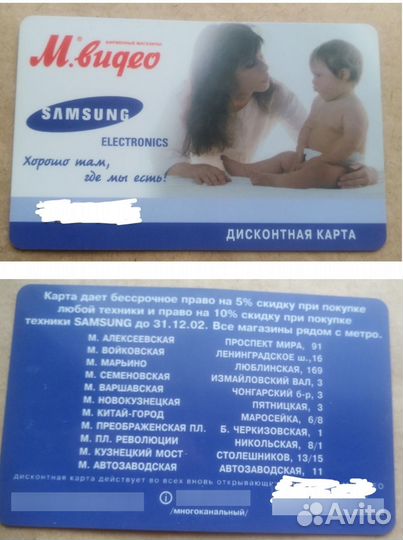 ФИРМЕННЫЕ МАГАЗИНЫ
М.видео
SAMSUNG
ELECTRONICS
Хорошо там,
где мы есть!
ДИСКОНТНАЯ КАРТА
Карта дает бессрочное право на 5% скидку при покупке
любой техники и право на 10% скидку при покупке
техники SAMSUNG до 31.12.02. Все магазины рядом с метро.
М. АЛЕКСЕЕВСКАЯ ПРОСПЕКТ МИРА, 91
М. ВОЙКОВСКАЯ ЛЕНИНГРАДСКОЕ ш.,16
М. МАРЬИНО ЛЮБЛИНСКАЯ, 169
М. СЕМЕНОВСКАЯ ИЗМАЙЛОВСКИЙ ВАЛ, 3
М. ВАРШАВСКАЯ ЧОНГАРСКИЙ б-р, 3
М. НОВОКУЗНЕЦКАЯ ПЯТНИЦКАЯ, 3
М. КИТАЙ-ГОРОД МАРОСЕЙКА, 6/8
М. ПРЕОБРАЖЕНСКАЯ ПЛ. Б. ЧЕРКИЗОВСКАЯ, 1
М. ПЛ. РЕВОЛЮЦИИ НИКОЛЬСКАЯ, 8/1
М. КУЗНЕЦКИЙ МОСТ СТОЛЕШНИКОВ, 13/15
М. АВТОЗАВОДСКАЯ АВТОЗАВОДСКАЯ, 11
дисконтная карта действует во всех вновь
/многоканальный/
Avito